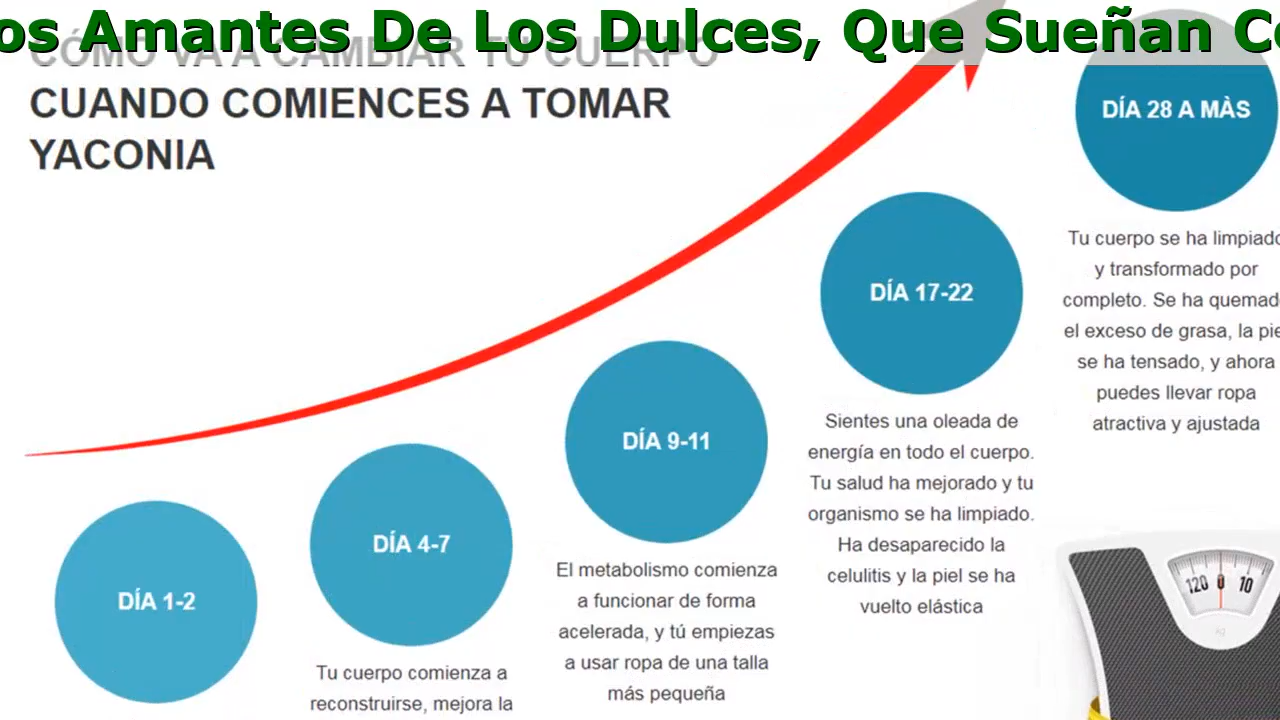 os Amantes De Los Dulces, Que Sueñan Co
CÓMO VA A CAMBIAR TU CUERPO
CUANDO COMIENCES A TOMAR
YACONIA
DÍA 1-2
DÍA 4-7
Tu cuerpo comienza a
reconstruirse, mejora la
DÍA 9-11
El metabolismo comienza
a funcionar de forma
acelerada, y tú empiezas
a usar ropa de una talla
más pequeña
DÍA 17-22
Sientes una oleada de
energía en todo el cuerpo.
Tu salud ha mejorado y tu
organismo se ha limpiado.
Ha desaparecido la
celulitis y la piel se ha
vuelto elástica
DÍA 28 A MÀS
Tu cuerpo se ha limpiado
y transformado por
completo. Se ha quemad
el exceso de grasa, la pie
se ha tensado, y ahora
puedes llevar ropa
atractiva y ajustada
120 0 10
kg